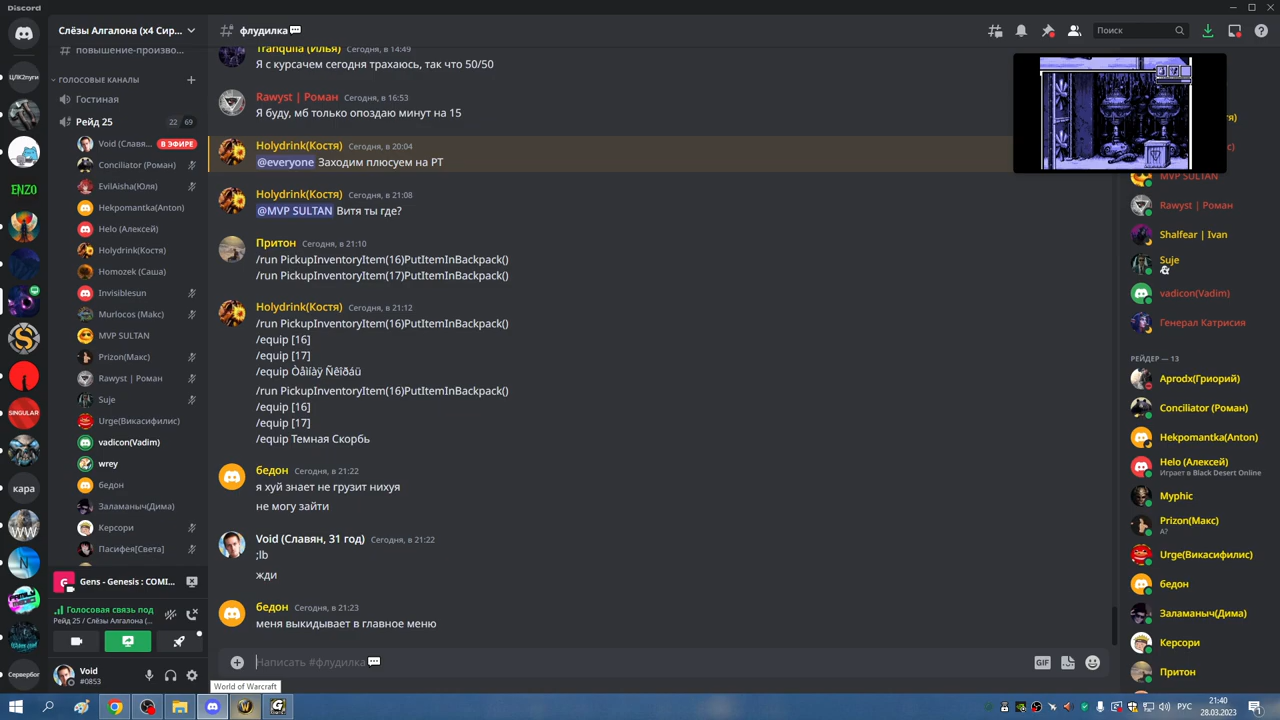 Discord
Слёзы Алгалона (x4 Сир...
повышение-произво...
ГОЛОСОВЫЕ КАНАЛЫ
Гостиная
Рейд 25
22 69
Void (Славя...
В ЭФИРЕ
Conciliator (Роман)
EvilAisha(Юля)
Hekpomantka(Anton)
Helo (Алексей)
Holydrink(Костя)
Homozek (Саша)
Invisiblesun
Murlocos (Макс)
MVP SULTAN
Prizon(Макс)
Rawyst | Роман
Suje
Urge(Викасифилис)
vadicon(Vadim)
wrey
бедон
Заламаныч(Дима)
Керсори
Пасифея[Света]
Gens - Genesis : COMI...
Голосовая связь под
Рейд 25 / Слёзы Алгалона (...
Void
#0853
World of Warcraft
ЦЛК2пуги
ENZO
SINGULAR
кара
WW
Сервербог
флудилка
Поиск
Tranquila (Илья) Сегодня, в 14:49
Я с курсачем сегодня трахаюсь, так что 50/50
Rawyst | Роман Сегодня, в 16:53
Я буду, мб только опоздаю минут на 15
Holydrink(Костя) Сегодня, в 20:04
@everyone Заходим плюсуем на РТ
Holydrink(Костя) Сегодня, в 21:08
@MVP SULTAN Витя ты где?
Притон Сегодня, в 21:10
/run PickupInventoryItem(16)PutItemInBackpack()
/run PickupInventoryItem(17)PutItemInBackpack()
Holydrink(Костя) Сегодня, в 21:12
/run PickupInventoryItem(16)PutItemInBackpack()
/equip [16]
/equip [17]
/equip Òåìíàÿ Ñêîðáü
/run PickupInventoryItem(16)PutItemInBackpack()
/equip [16]
/equip [17]
/equip Темная Скорбь
бедон Сегодня, в 21:22
я хуй знает не грузит нихуя
не могу зайти
Void (Славян, 31 год) Сегодня, в 21:22
;lb
жди
бедон Сегодня, в 21:23
меня выкидывает в главное меню
Написать #флудилка
GIF
MVP SULTAN
Rawyst | Роман
Shalfear | Ivan
Suje
vadicon(Vadim)
Генерал Катрисия
РЕЙДЕР — 13
Aprodx(Гриорий)
Conciliator (Роман)
Hekpomantka(Anton)
Helo (Алексей)
Играет в Black Desert Online
Myphic
Prizon(Макс)
А?
Urge(Викасифилис)
бедон
Заламаныч(Дима)
Керсори
Притон
РУС
21:40
28.03.2023